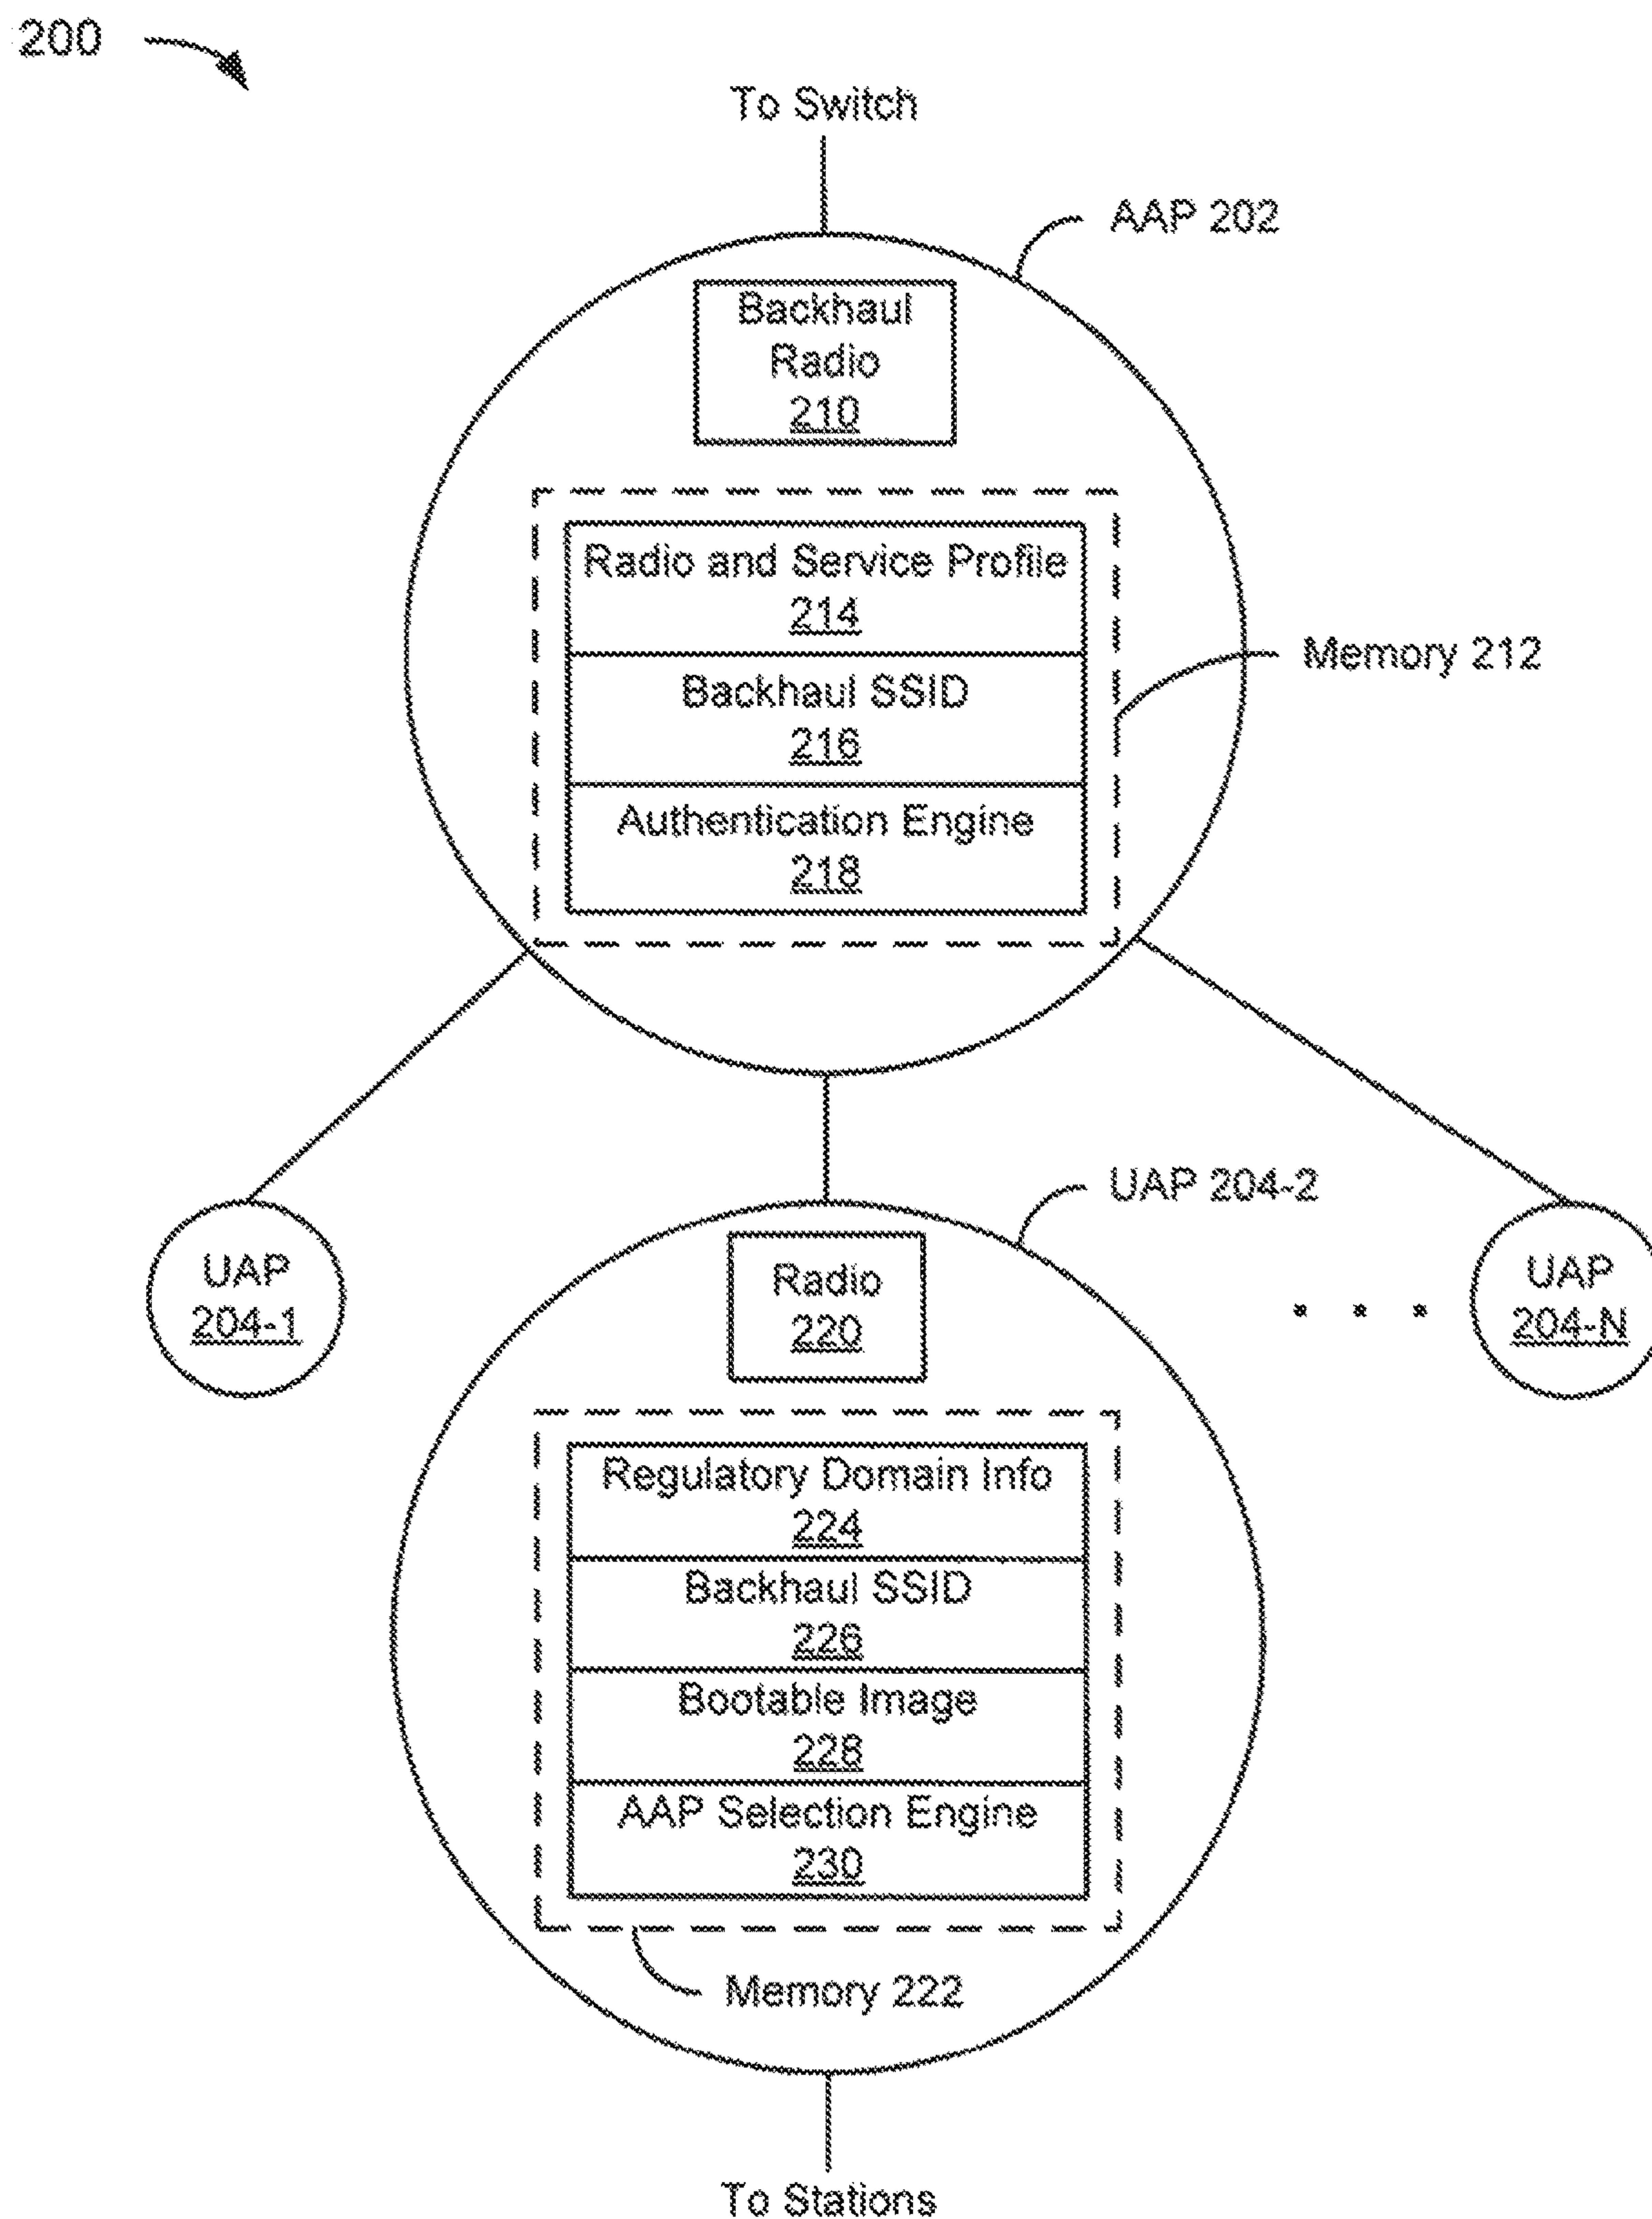 200
To Switch
AAP 202
Backhaul
Radio
210
Radio and Service Profile
214
Memory 212
Backhaul SSID
216
Authentication Engine
218
UAP 204-2
UAP
204-1
Radio
220
UAP
204-N
Regulatory Domain Info
224
Backhaul SSID
226
Bootable Image
228
AAP Selection Engine
230
Memory 222
To Stations